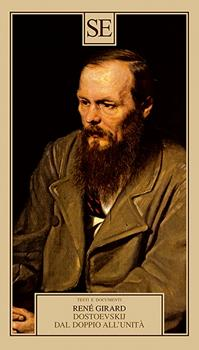 SE
TESTI E DOCUMENTI
RENÉ GIRARD
DOSTOEVSKIJ
DAL DOPPIO ALL'UNITÀ